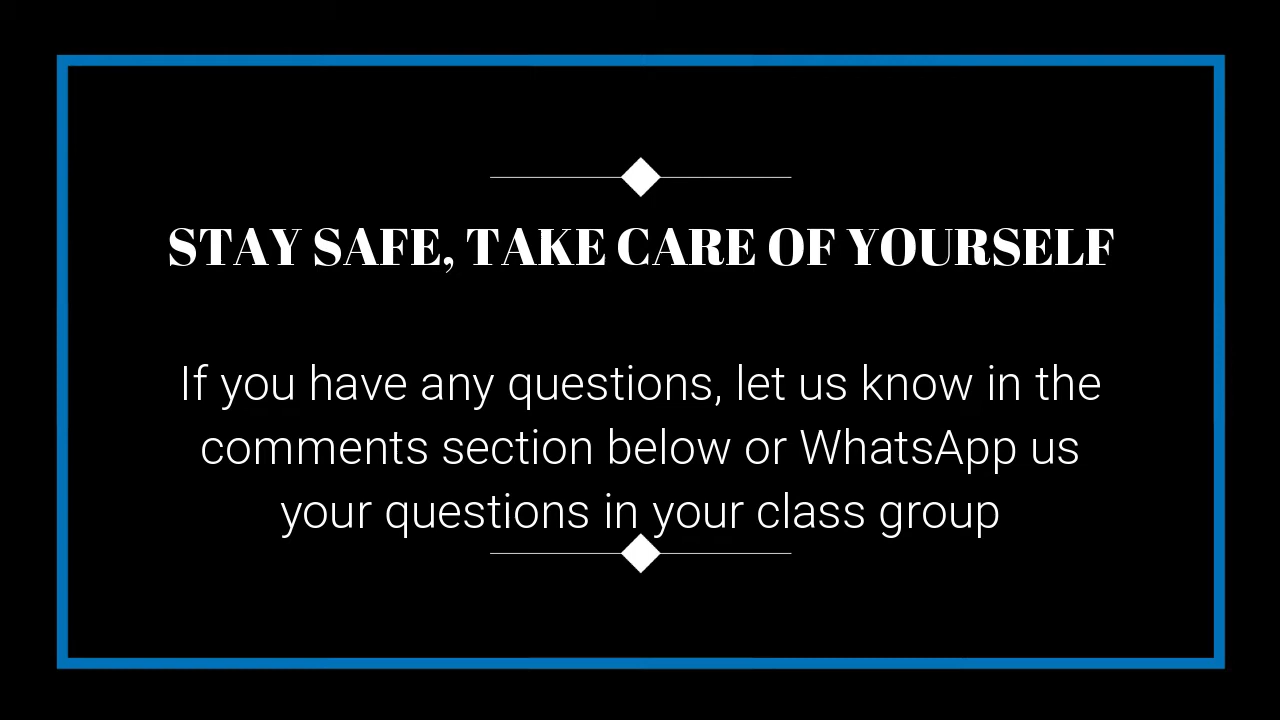 STAY SAFE, TAKE CARE OF YOURSELF
If you have any questions, let us know in the
comments section below or WhatsApp us
your questions in your class group